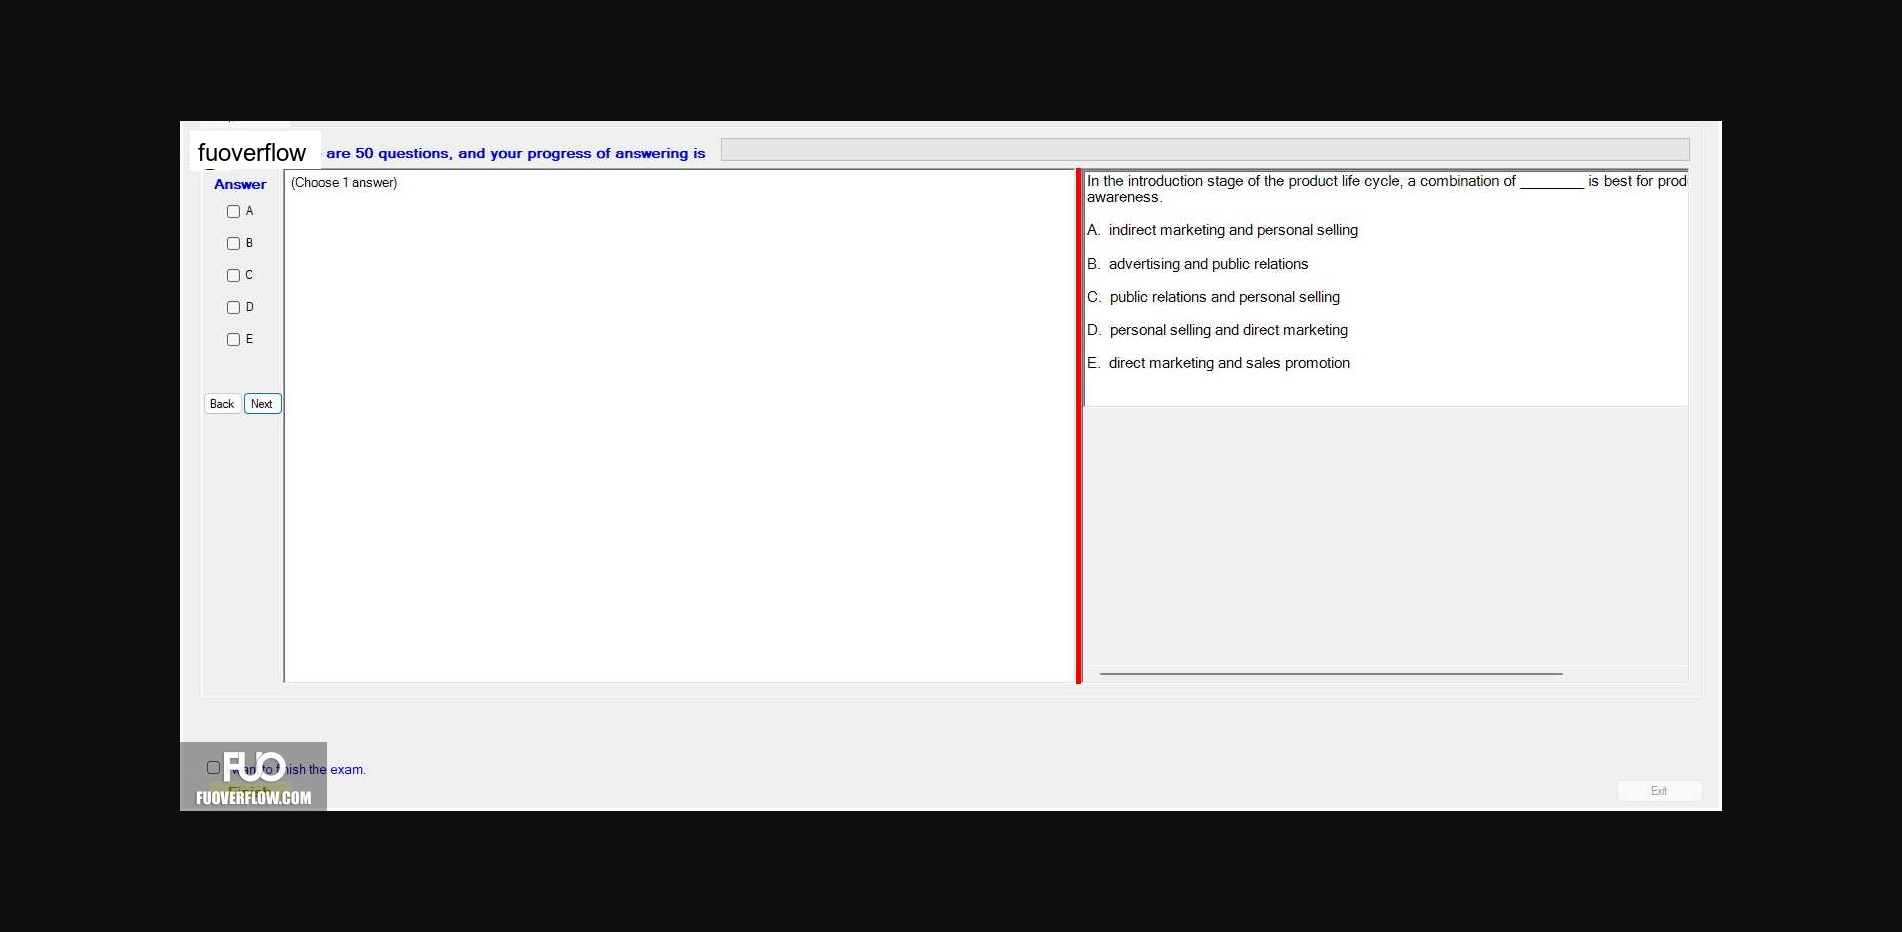 fuoverflow are 50 questions, and your progress of answering is
Answer
(Choose 1 answer)
A
B
C
D
E
Back Next
In the introduction stage of the product life cycle, a combination of ________ is best for prod
awareness.
A. indirect marketing and personal selling
B. advertising and public relations
C. public relations and personal selling
D. personal selling and direct marketing
E. direct marketing and sales promotion
want to finish the exam.
Finish
FUO
FUOVERFLOW.COM
Exit